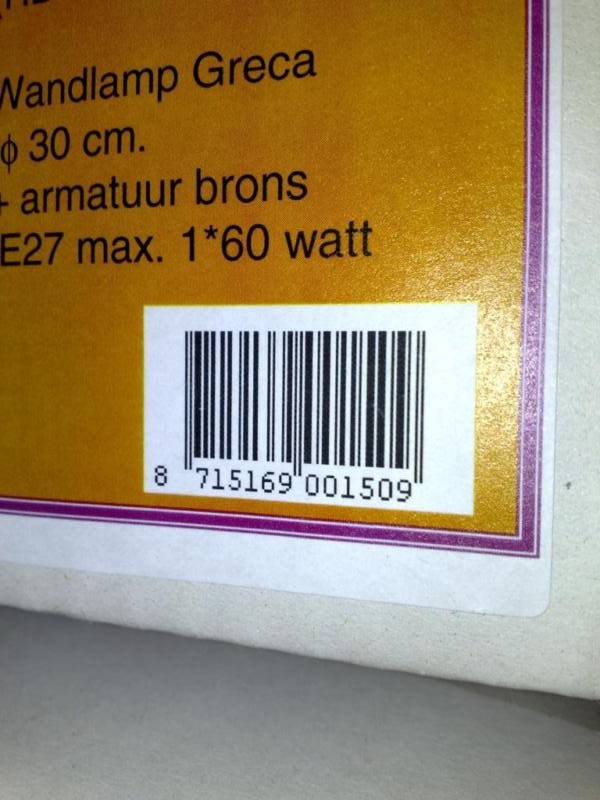 Wandlamp Greca
ϕ 30 cm.
+ armatuur brons
E27 max. 1*60 watt
8 715169 001509